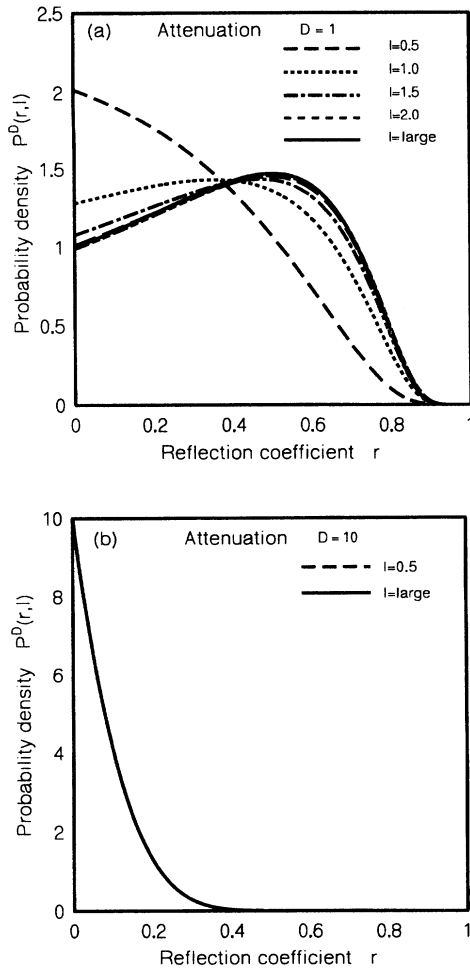 2.5
(a) Attenuation D = 1
l=0.5
l=1.0
l=1.5
l=2.0
l=large
2
1.5
1
0.5
0
Probability density P^D(r,l)
0 0.2 0.4 0.6 0.8 1
Reflection coefficient r
10
(b) Attenuation D = 10
l=0.5
l=large
8
6
4
2
0
Probability density P^D(r,l)
0 0.2 0.4 0.6 0.8 1
Reflection coefficient r